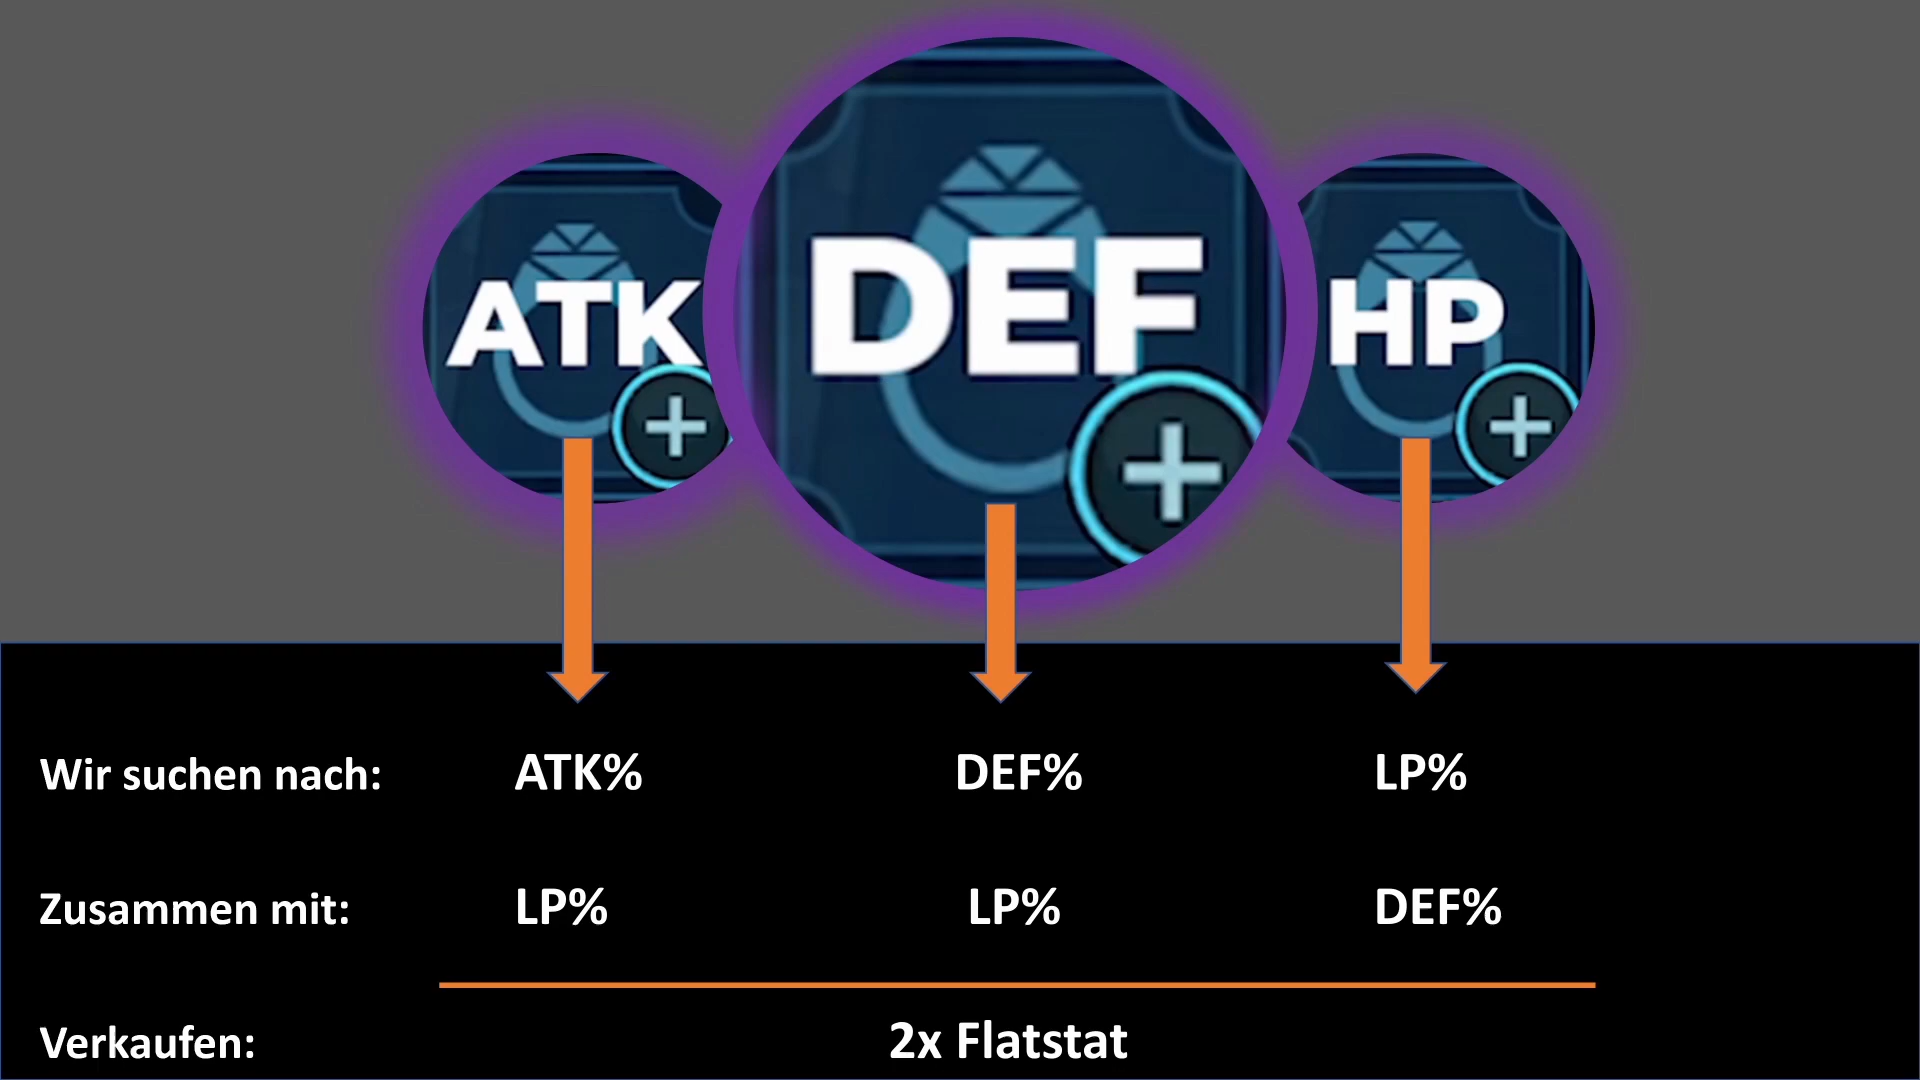 ATK DEF HP
Wir suchen nach: ATK% DEF% LP%
Zusammen mit: LP% LP% DEF%
Verkaufen: 2x Flatstat